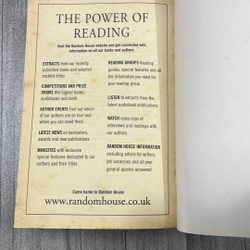 THE POWER OF
READING
Visit the Random House website and get connected with
information on all our books and authors
EXTRACTS from our recently
published books and selected
backlist titles
COMPETITIONS AND PRIZE
DRAWS Win signed books,
audiobooks and more
AUTHOR EVENTS Find out which
of our authors are on tour and
where you can meet them
LATEST NEWS on bestsellers,
awards and new publications
MINISITES with exclusive
special features dedicated to our
authors and their titles
READING GROUPS Reading
guides, special features and all
the information you need for
your reading group
LISTEN to extracts from the
latest audiobook publications
WATCH video clips of
interviews and readings with our
authors
RANDOM HOUSE INFORMATION
including advice for writers,
job vacancies and all your
general queries answered
Come home to Random House
www.randomhouse.co.uk